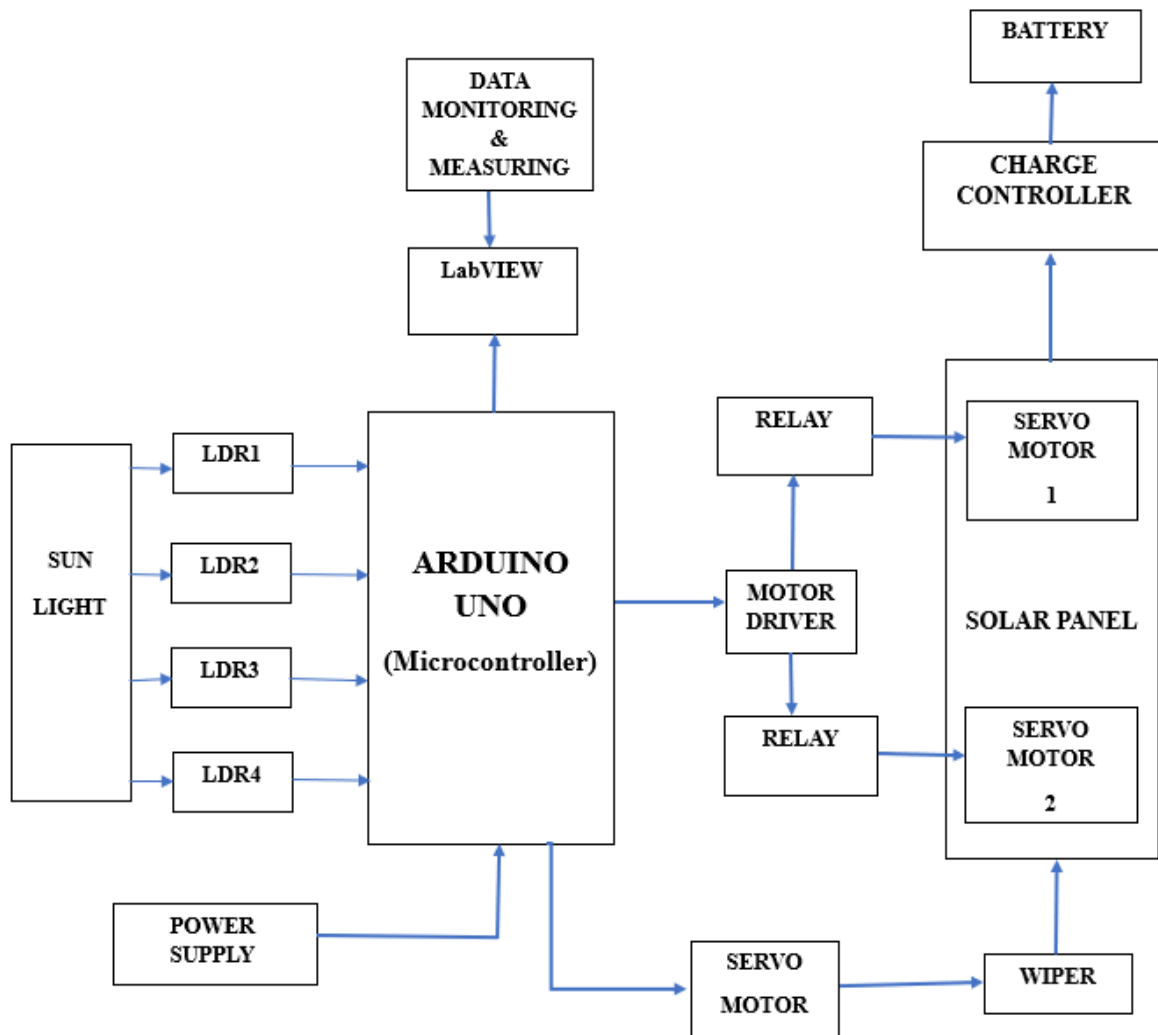 BATTERY
DATA
MONITORING
&
MEASURING
CHARGE
CONTROLLER
LabVIEW
RELAY
SERVO
MOTOR
1
LDR1
SUN
LIGHT
LDR2
LDR3
LDR4
ARDUINO
UNO
(Microcontroller)
MOTOR
DRIVER
SOLAR PANEL
RELAY
SERVO
MOTOR
2
POWER
SUPPLY
SERVO
MOTOR
WIPER